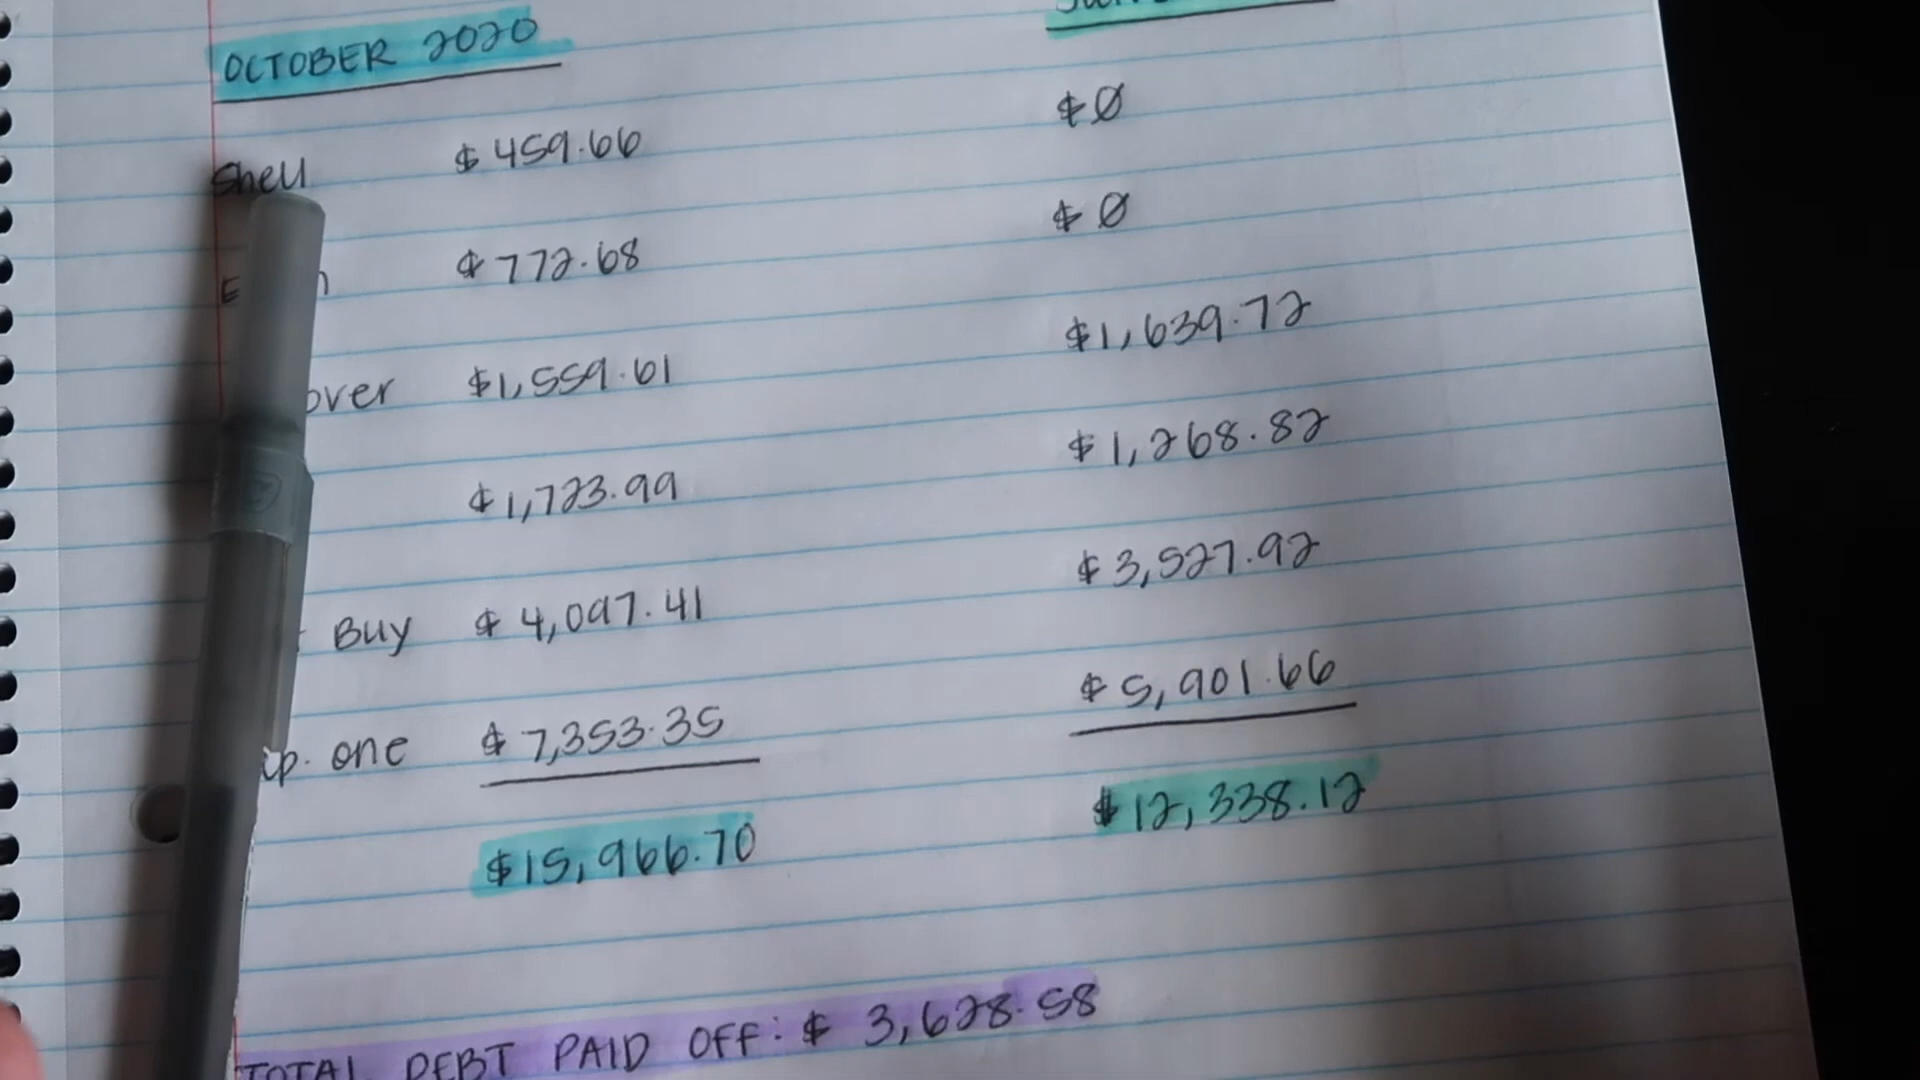 OCTOBER 2020
Shell $459.66 $0
$772.68 $0
over $1,559.61 $1,639.72
$1,723.99 $1,268.82
Buy $4,097.41 $3,527.92
p. one $7,353.35 $5,901.66
$15,966.70 $12,338.12
TOTAL DEBT PAID OFF: $3,628.58